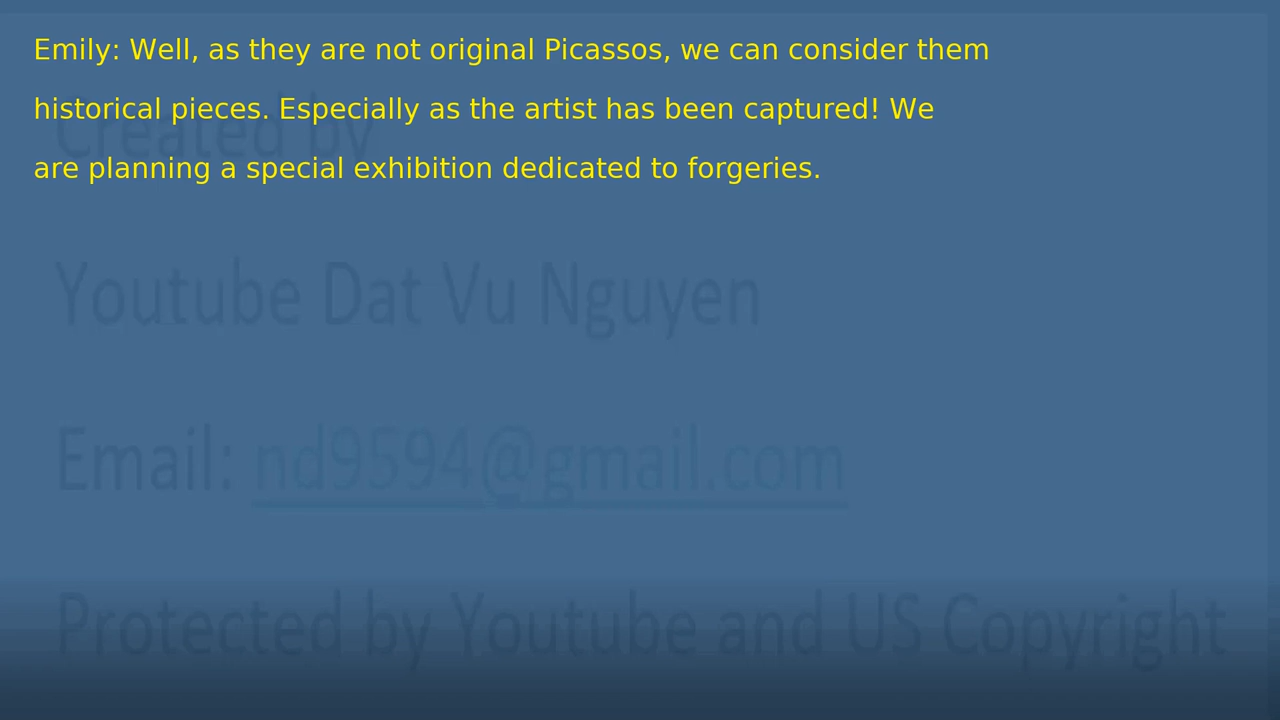 Emily: Well, as they are not original Picassos, we can consider them
historical pieces. Especially as the artist has been captured! We
are planning a special exhibition dedicated to forgeries.
Created by
Youtube Dat Vu Nguyen
Email: nd9594@gmail.com
Protected by Youtube and US Copyright